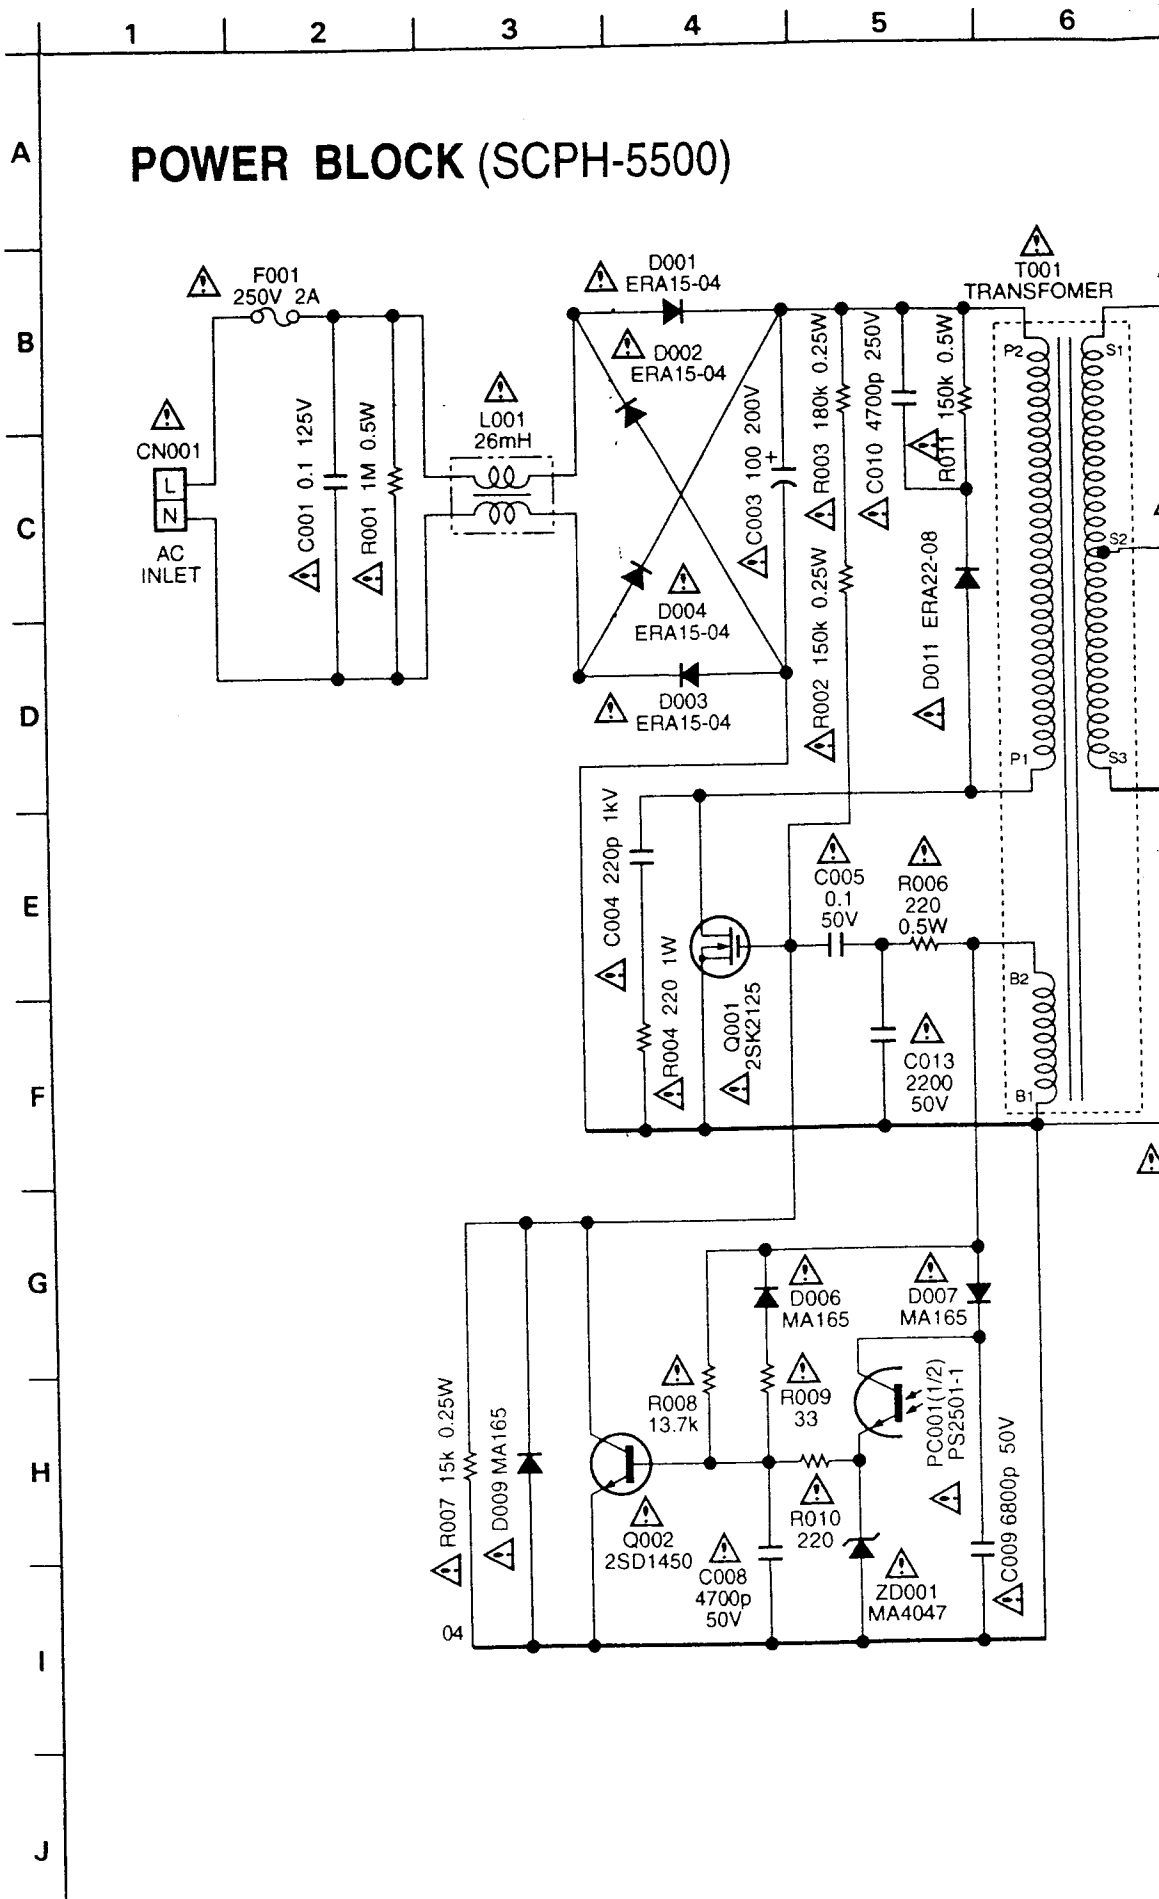 1 2 3 4 5 6
A
POWER BLOCK (SCPH-5500)
F001
250V 2A
D001
ERA15-04
T001
TRANSFOMER
B
D002
ERA15-04
P2
S1
CN001
L
N
AC
INLET
C001 0.1 125V
R001 1M 0.5W
L001
26mH
C003 100 200V
+
R003 180k 0.25W
C010 4700p 250V
R011 150k 0.5W
C
S2
D004
ERA15-04
R002 150k 0.25W
D011 ERA22-08
D003
ERA15-04
D
P1
S3
C004 220p 1kV
C005
0.1
50V
R006
220
0.5W
E
R004 220 1W
Q001
2SK2125
B2
C013
2200
50V
B1
F
G
D006
MA165
D007
MA165
R007 15k 0.25W
D009 MA165
R008
13.7k
R009
33
PC001(1/2)
PS2501-1
H
Q002
2SD1450
R010
220
C009 6800p 50V
C008
4700p
50V
ZD001
MA4047
04
I
J